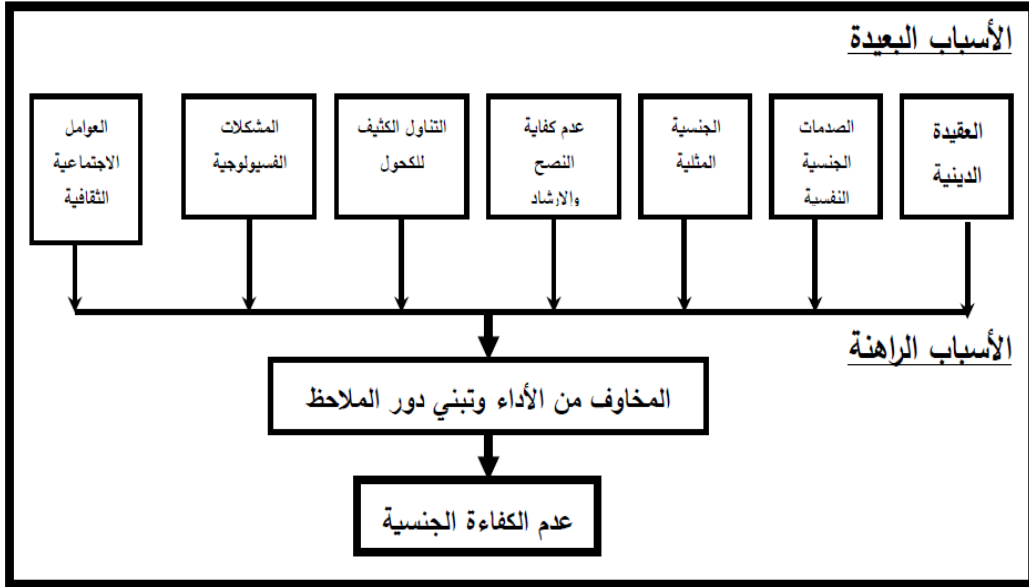 الأسباب البعيدة
العقيدة
الدينية
الصدمات
الجنسية
النفسية
الجنسية
المثلية
عدم كفاية
النصح
والارشاد
التناول الكثيف
للكحول
المشكلات
الفسيولوجية
العوامل
الاجتماعية
الثقافية
الأسباب الراهنة
المخاوف من الأداء وتبني دور الملاحظ
عدم الكفاءة الجنسية